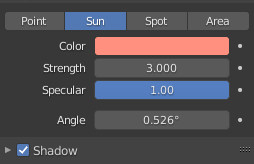 Point Sun Spot Area
Color
Strength 3.000
Specular 1.00
Angle 0.526°
Shadow